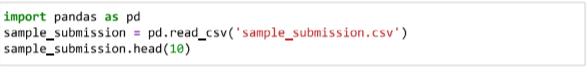 import pandas as pd
sample_submission = pd.read_csv('sample_submission.csv')
sample_submission.head(10)